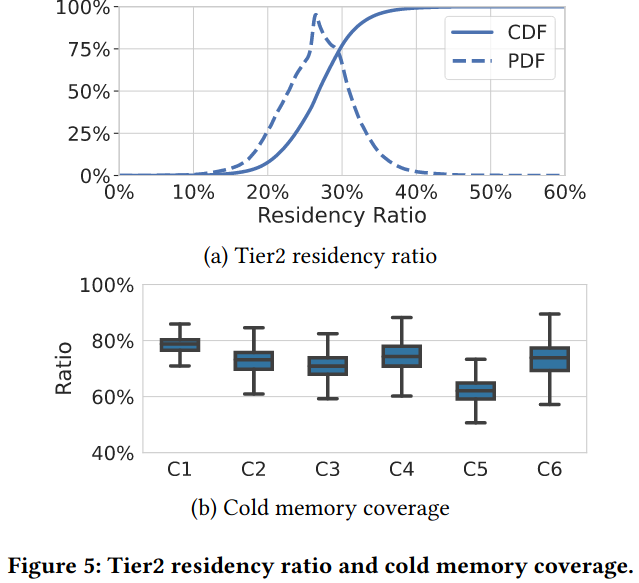 100%
75%
50%
25%
0%
CDF
PDF
0% 10% 20% 30% 40% 50% 60%
Residency Ratio
(a) Tier2 residency ratio
100%
80%
60%
40%
Ratio
C1 C2 C3 C4 C5 C6
(b) Cold memory coverage
Figure 5: Tier2 residency ratio and cold memory coverage.